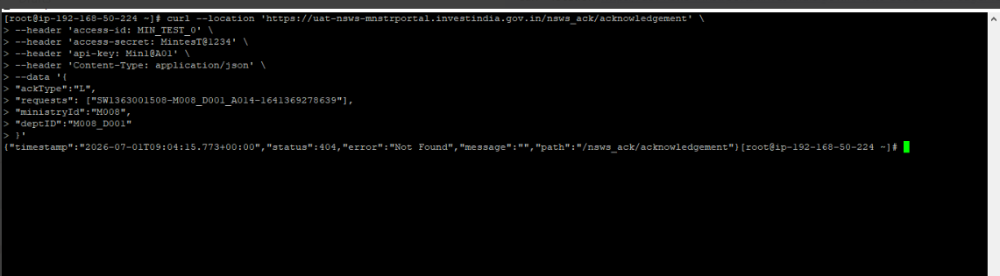 [root@ip-192-168-50-224 ~]# curl --location 'https://uat-nsws-mnstrportal.investindia.gov.in/nsws_ack/acknowledgement' \
> --header 'access-id: MIN_TEST_0' \
> --header 'access-secret: MintesT@1234' \
> --header 'api-key: Min1@A01' \
> --header 'Content-Type: application/json' \
> --data '{
> "ackType":"L",
> "requests": ["SW1363001508-M008_D001_A014-1641369278639"],
> "ministryId":"M008",
> "deptID":"M008_D001"
> }'
{"timestamp":"2026-07-01T09:04:15.773+00:00","status":404,"error":"Not Found","message":"","path":"/nsws_ack/acknowledgement"}[root@ip-192-168-50-224 ~]#